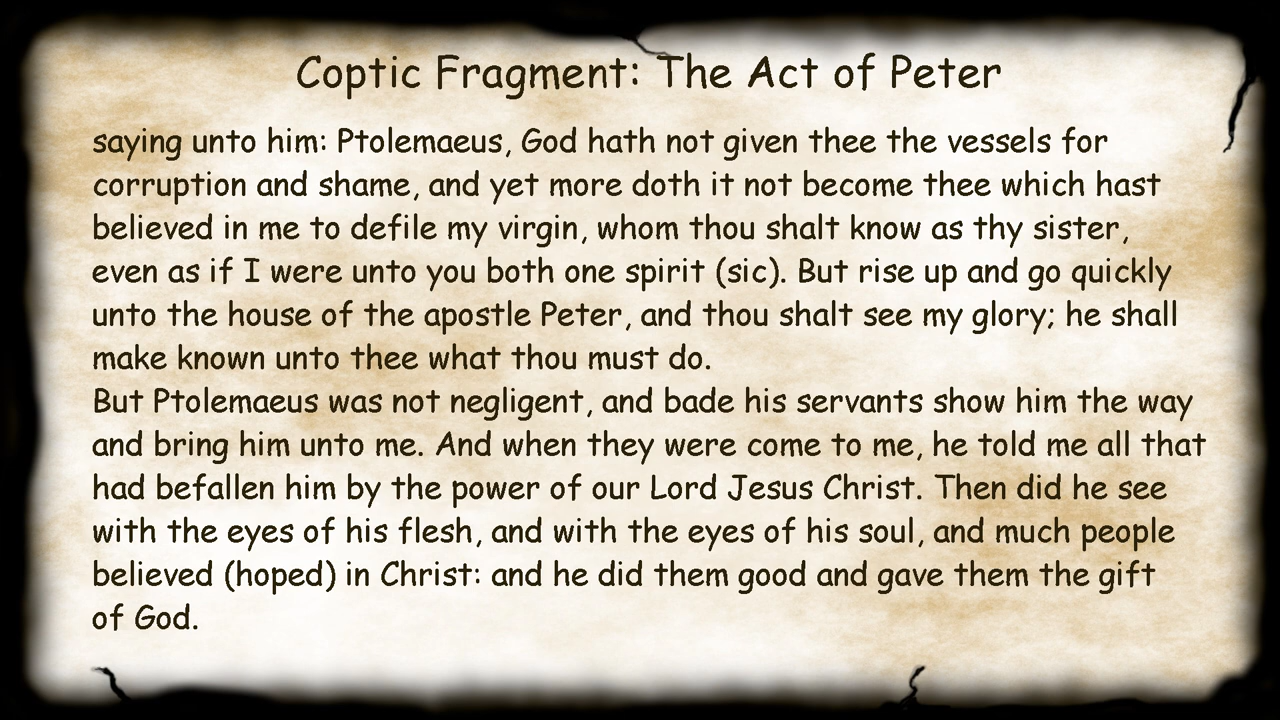 Coptic Fragment: The Act of Peter
saying unto him: Ptolemaeus, God hath not given thee the vessels for
corruption and shame, and yet more doth it not become thee which hast
believed in me to defile my virgin, whom thou shalt know as thy sister,
even as if I were unto you both one spirit (sic). But rise up and go quickly
unto the house of the apostle Peter, and thou shalt see my glory; he shall
make known unto thee what thou must do.
But Ptolemaeus was not negligent, and bade his servants show him the way
and bring him unto me. And when they were come to me, he told me all that
had befallen him by the power of our Lord Jesus Christ. Then did he see
with the eyes of his flesh, and with the eyes of his soul, and much people
believed (hoped) in Christ: and he did them good and gave them the gift
of God.